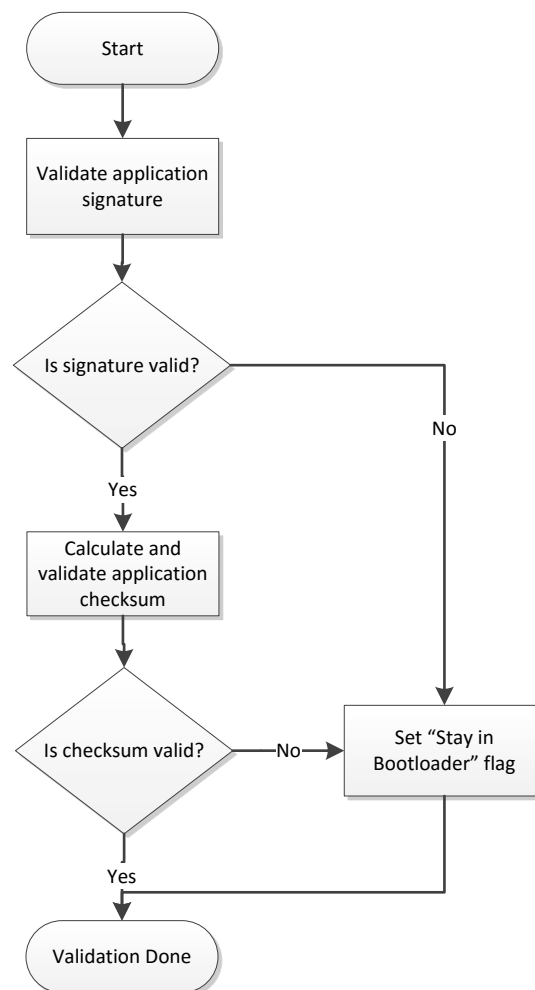 Start
Validate application
signature
Is signature valid?
No
Yes
Calculate and
validate application
checksum
Is checksum valid?
No
Set “Stay in
Bootloader” flag
Yes
Validation Done